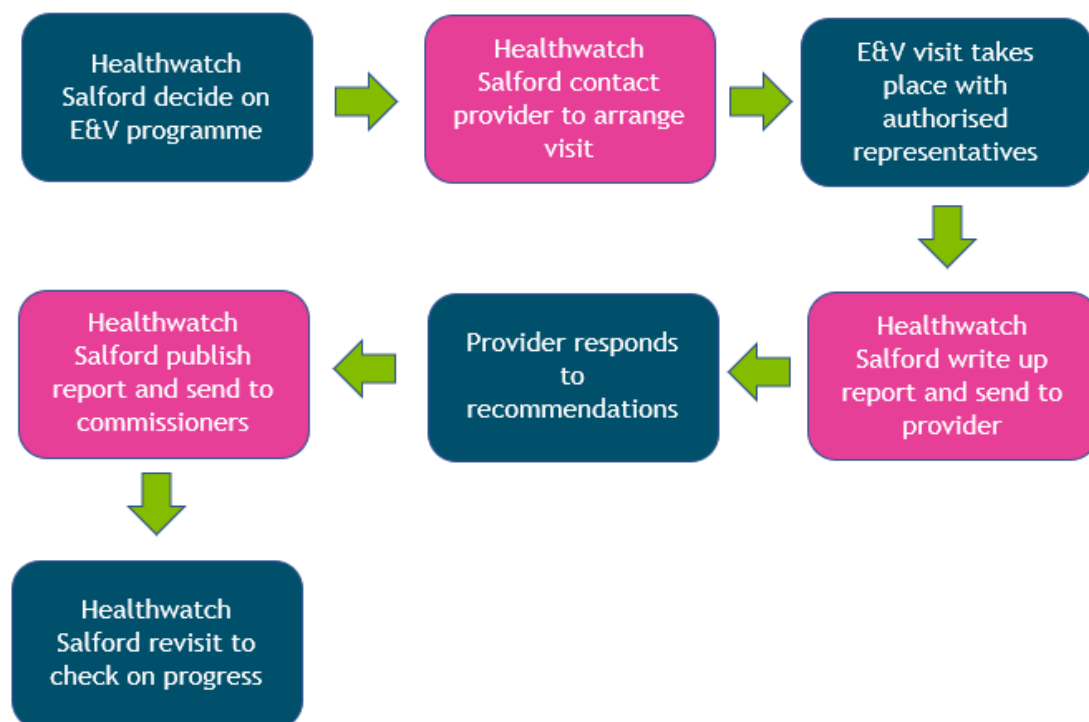 Healthwatch
Salford decide on
E&V programme
Healthwatch
Salford contact
provider to arrange
visit
E&V visit takes
place with
authorised
representatives
Healthwatch
Salford write up
report and send to
provider
Provider responds
to
recommendations
Healthwatch
Salford publish
report and send to
commissioners
Healthwatch
Salford revisit to
check on progress